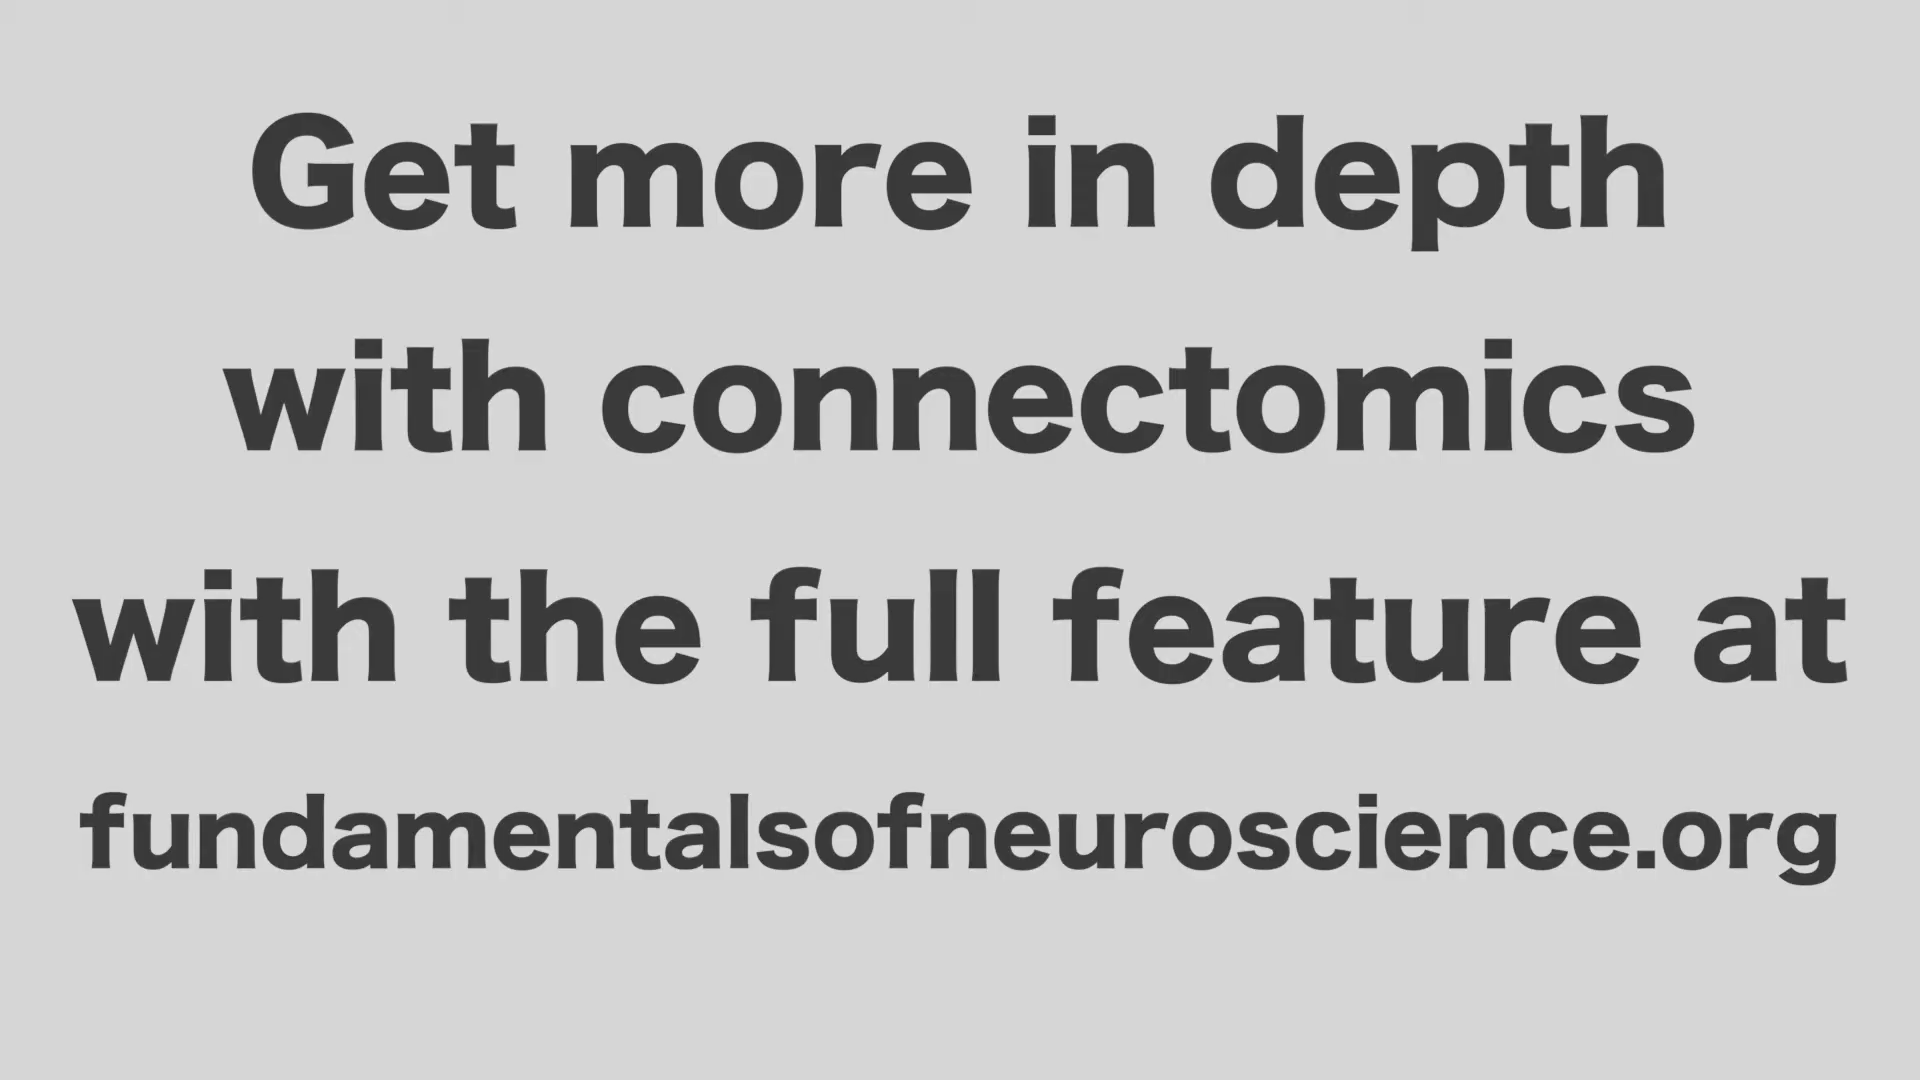 Get more in depth
with connectomics
with the full feature at
fundamentalsofneuroscience.org